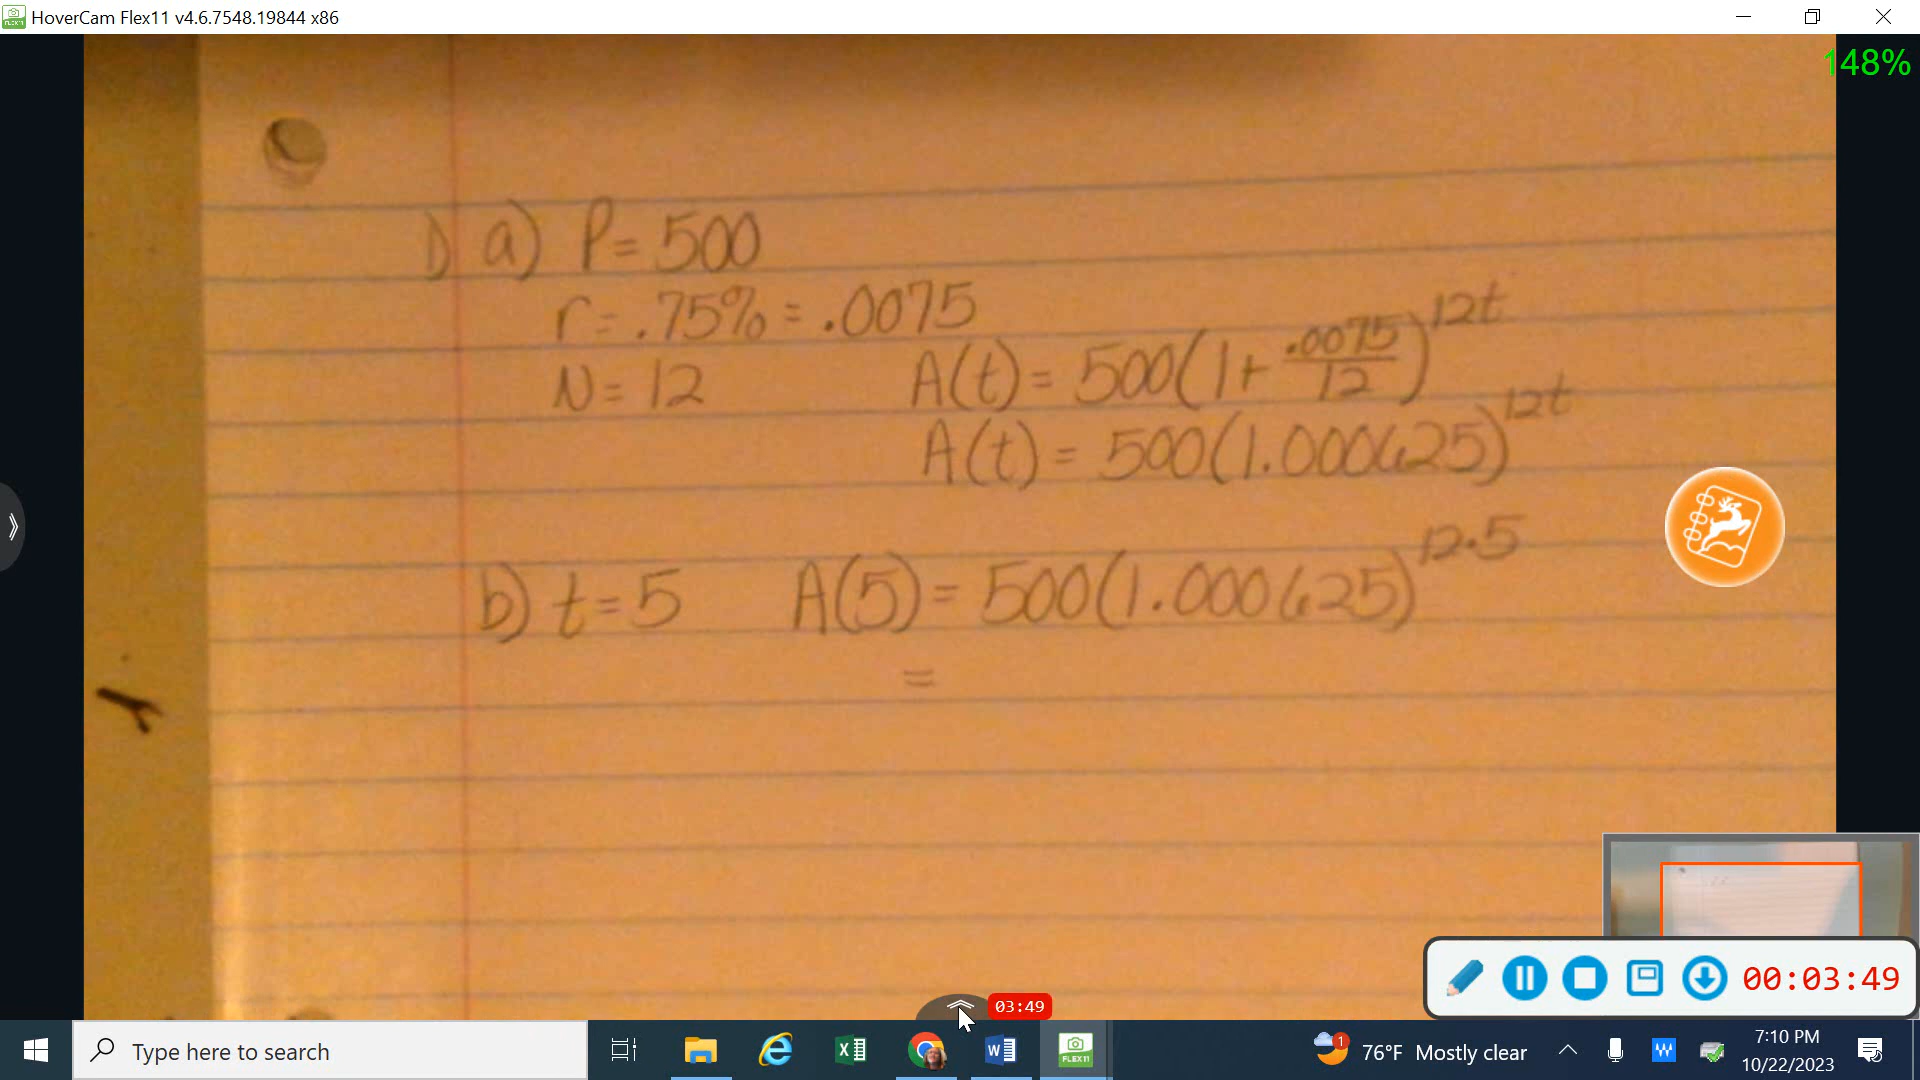 HoverCam Flex11 v4.6.7548.19844 x86
148%
1) a) P = 500
r = .75% = .0075
N = 12 A(t) = 500(1 + .0075/12)^12t
A(t) = 500(1.000625)^12t
b) t = 5 A(5) = 500(1.000625)^12·5
=
00:03:49
03:49
Type here to search
FLEX11
1
76°F Mostly clear
7:10 PM
10/22/2023